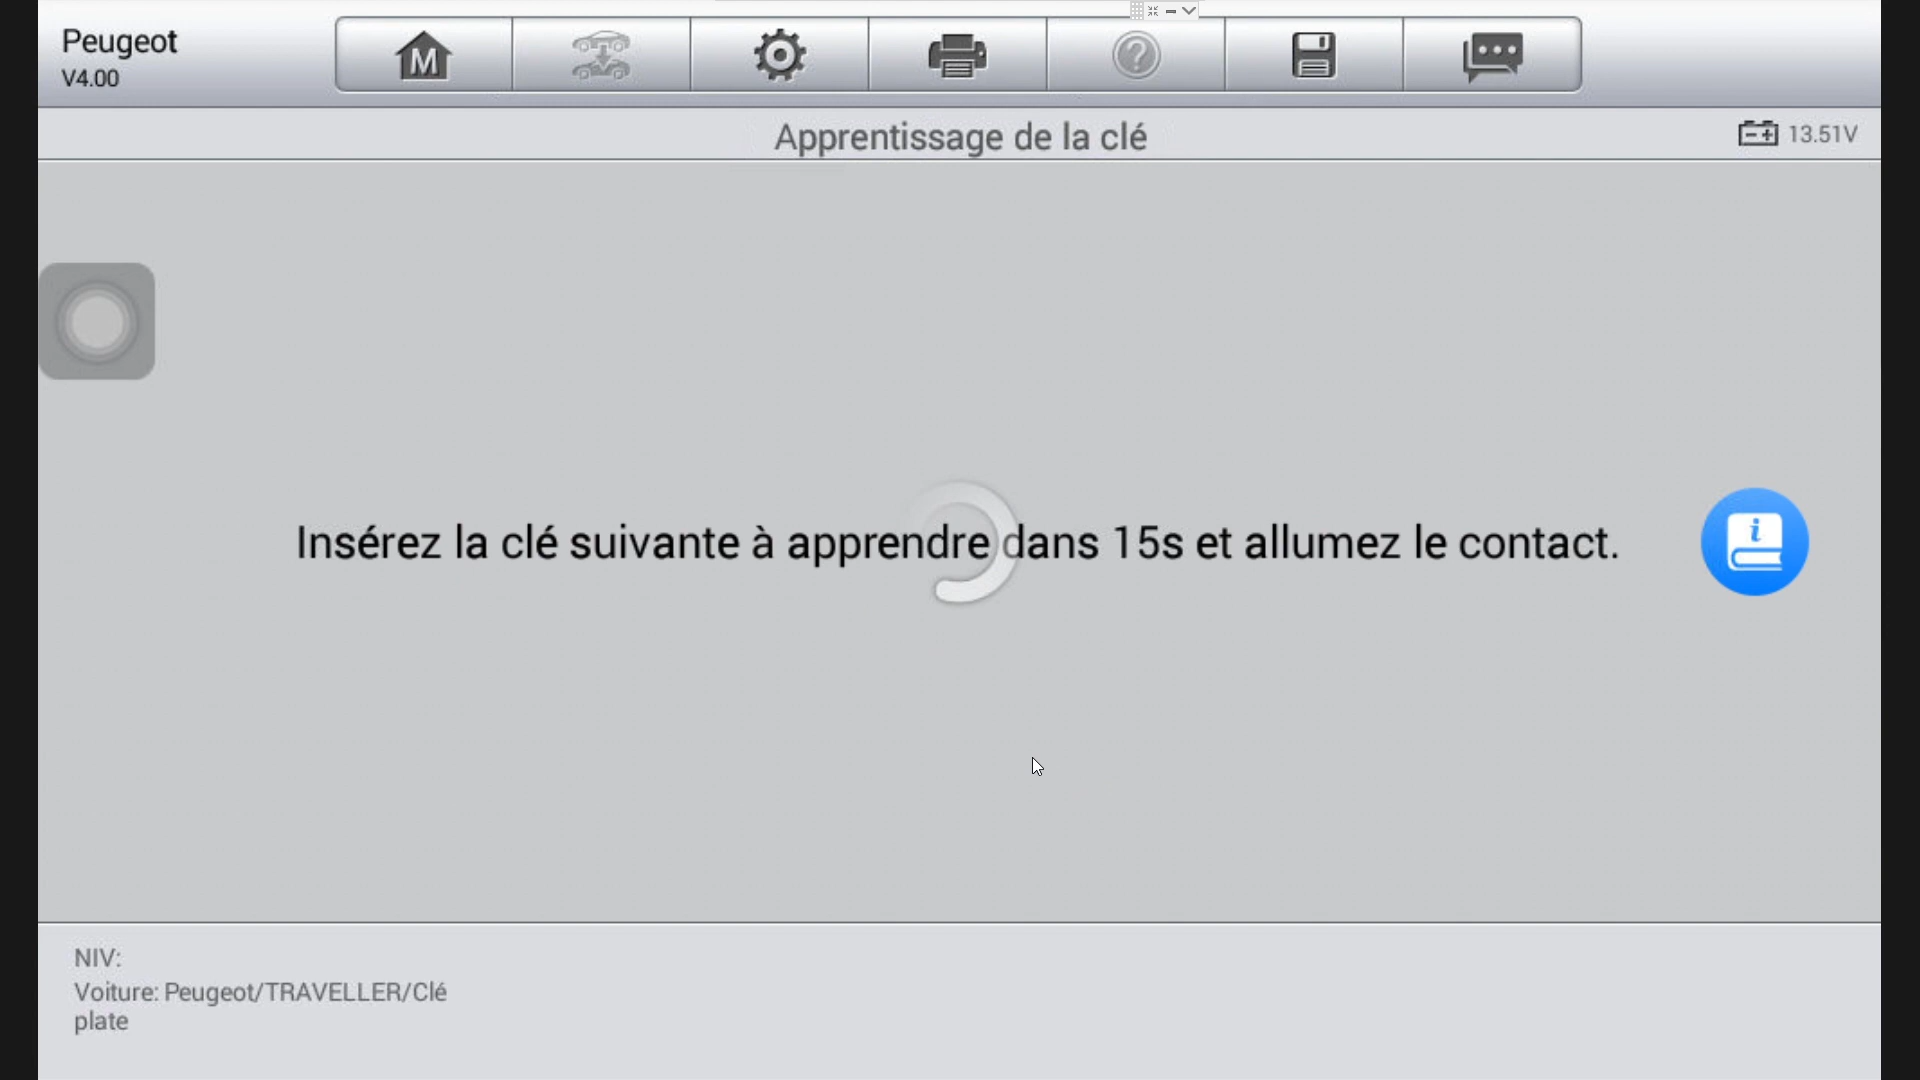 Peugeot
V4.00
M
?
Apprentissage de la clé
13.51V
Insérez la clé suivante à apprendre dans 15s et allumez le contact.
i
NIV:
Voiture: Peugeot/TRAVELLER/Clé
plate